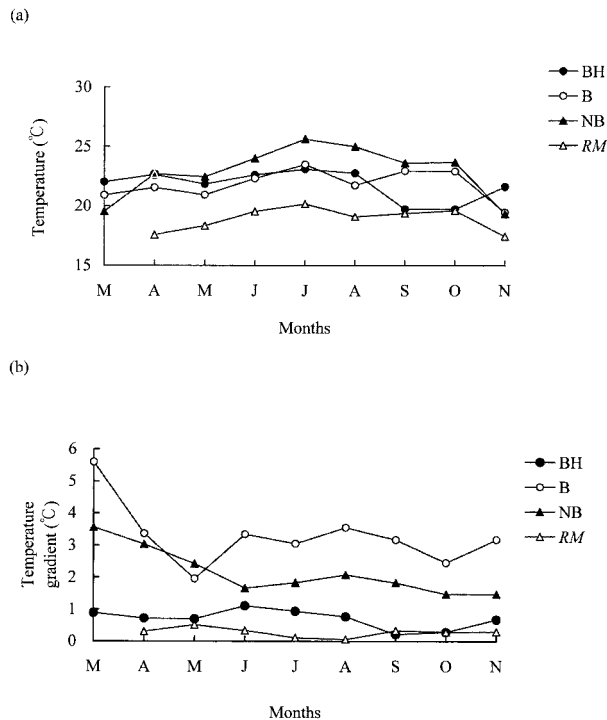 (a)
Temperature (℃)
30
25
20
15
M A M J J A S O N
Months
BH
B
NB
RM
(b)
Temperature
gradient (℃)
6
5
4
3
2
1
0
M A M J J A S O N
Months
BH
B
NB
RM